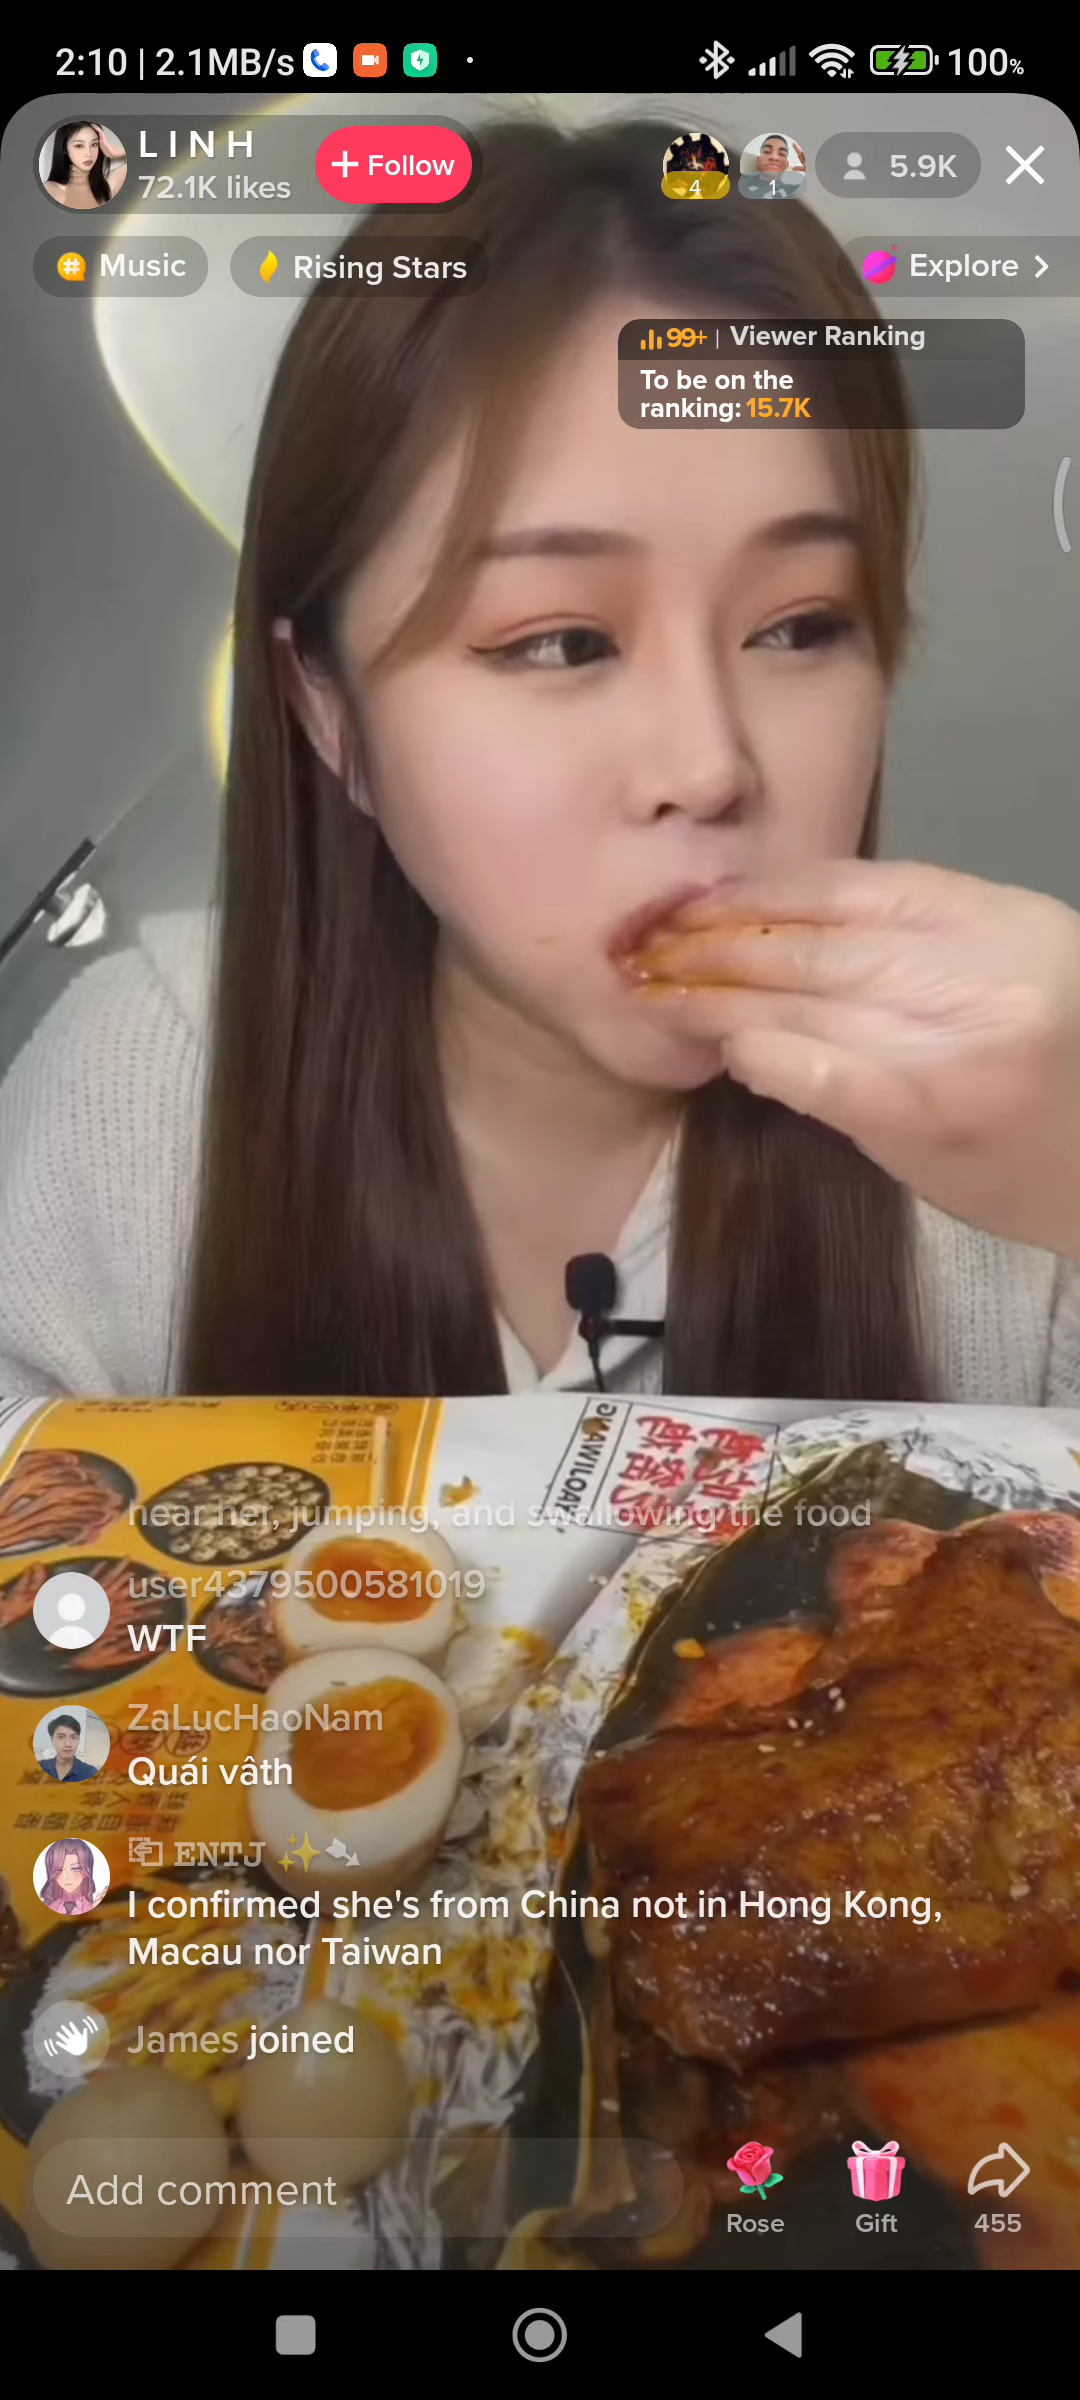 2:10 | 2.1MB/s
100%
L I N H
72.1K likes
+ Follow
4
1
5.9K
Music
Rising Stars
Explore
99+ | Viewer Ranking
To be on the
ranking: 15.7K
hear her, jumping, and swallowing the food
user4379500581019
WTF
ZaLucHaoNam
Quái vâth
ENTJ
I confirmed she's from China not in Hong Kong,
Macau nor Taiwan
James joined
Add comment
Rose
Gift
455